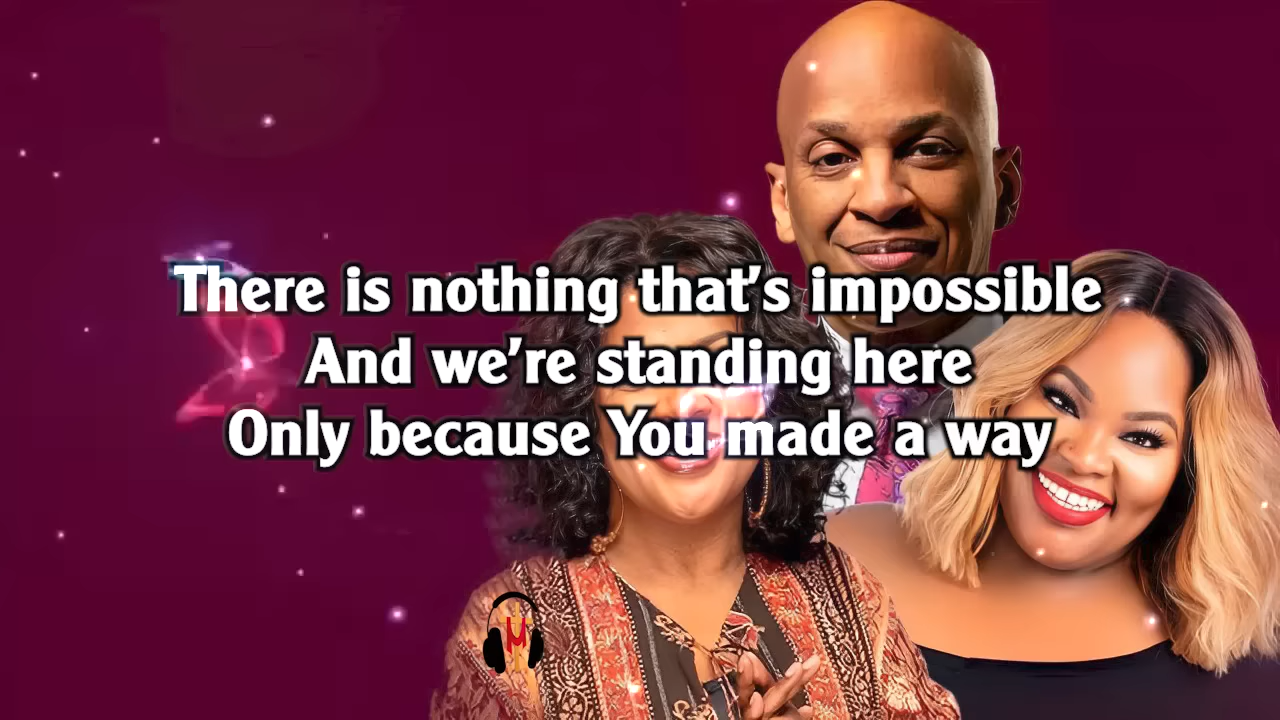 There is nothing that's impossible
And we're standing here
Only because You made a way
M